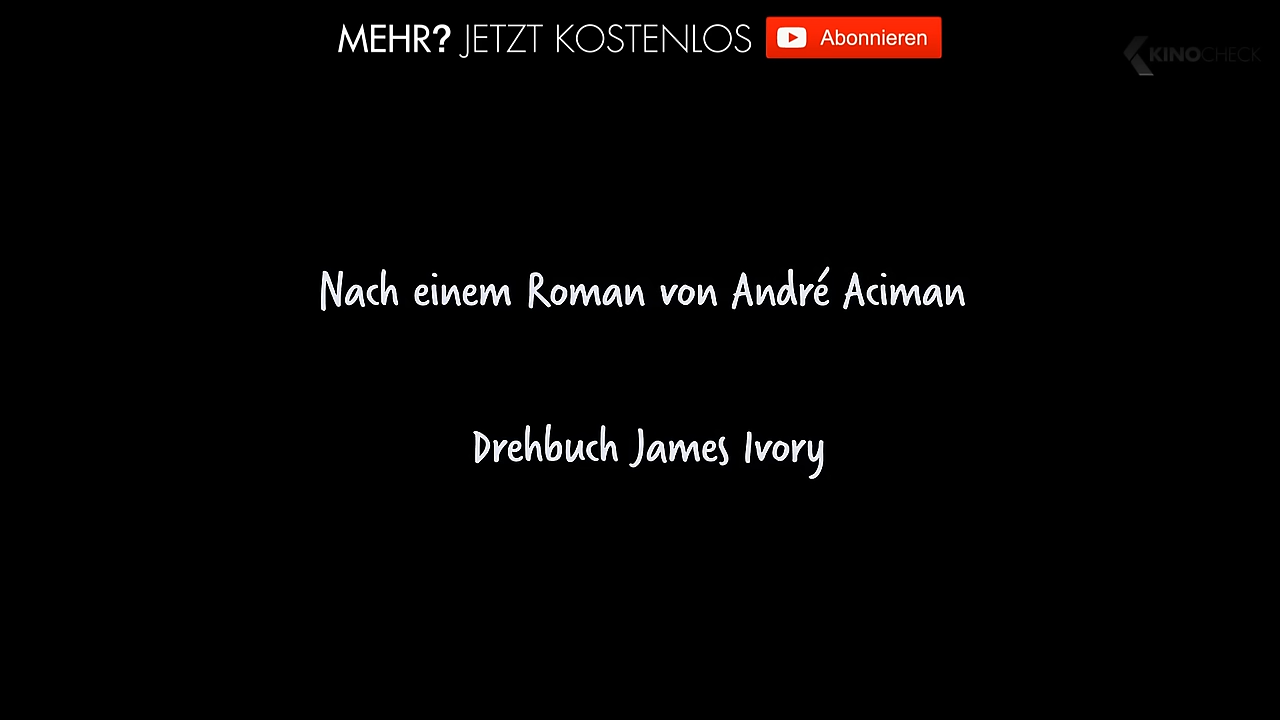 MEHR? JETZT KOSTENLOS Abonnieren
KINOCHECK
Nach einem Roman von André Aciman
Drehbuch James Ivory